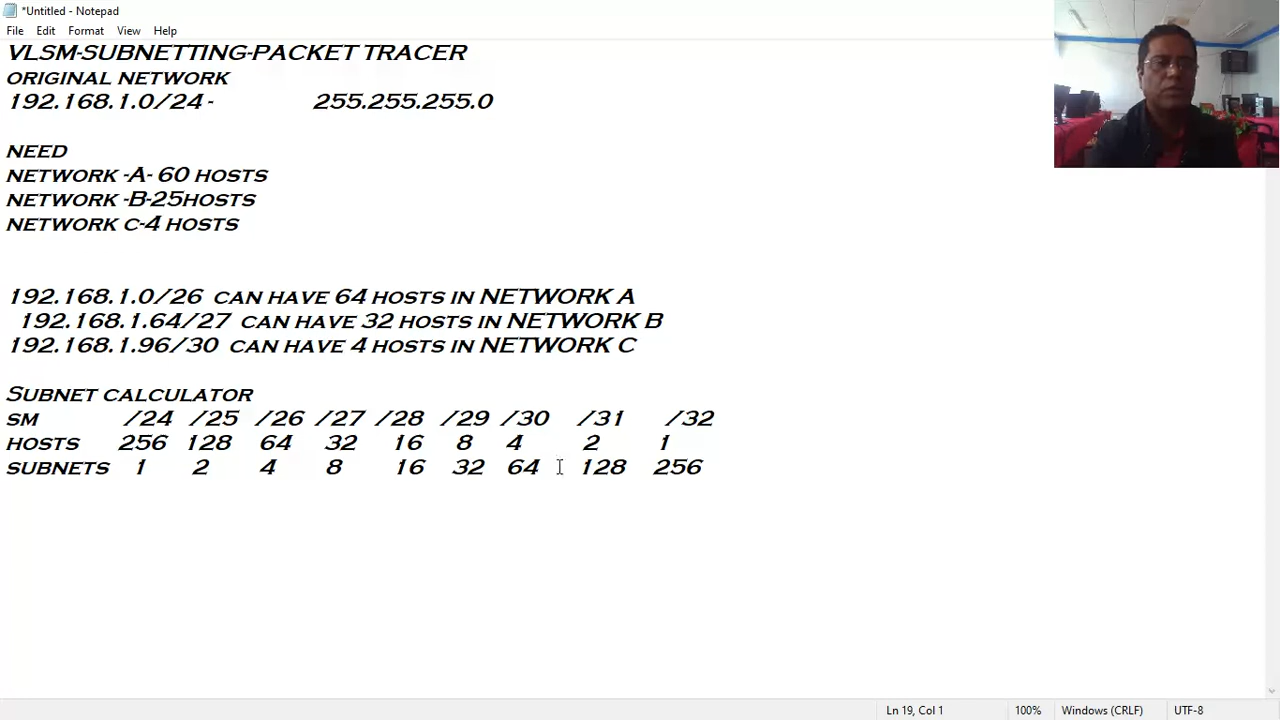 *Untitled - Notepad
File Edit Format View Help
VLSM-SUBNETTING-PACKET TRACER
ORIGINAL NETWORK
192.168.1.0/24 - 255.255.255.0
NEED
NETWORK -A- 60 HOSTS
NETWORK -B-25HOSTS
NETWORK C-4 HOSTS
192.168.1.0/26 CAN HAVE 64 HOSTS IN NETWORK A
192.168.1.64/27 CAN HAVE 32 HOSTS IN NETWORK B
192.168.1.96/30 CAN HAVE 4 HOSTS IN NETWORK C
SUBNET CALCULATOR
SM /24 /25 /26 /27 /28 /29 /30 /31 /32
HOSTS 256 128 64 32 16 8 4 2 1
SUBNETS 1 2 4 8 16 32 64 128 256
Ln 19, Col 1 100% Windows (CRLF) UTF-8